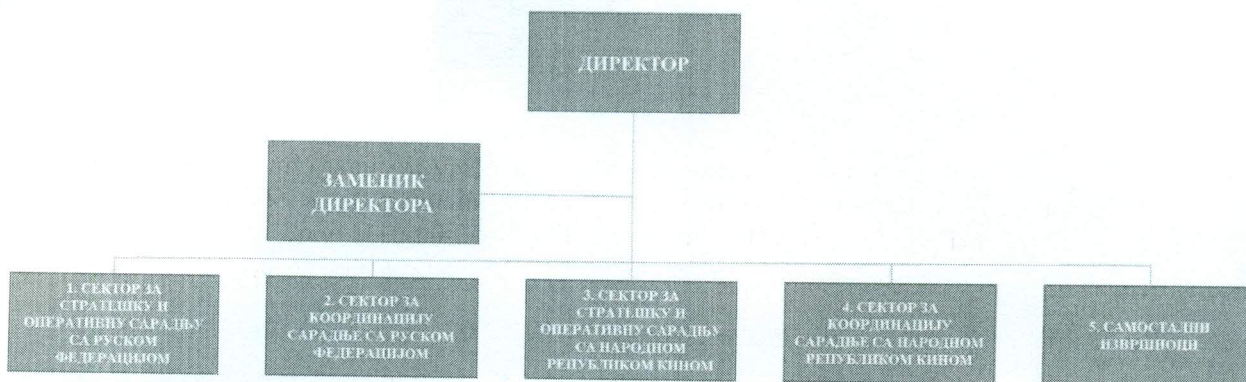 ДИРЕКТОР
ЗАМЕНИК
ДИРЕКТОРА
1. СЕКТОР ЗА
СТРАТЕШКУ И
ОПЕРАТИВНУ САРАДЊУ
СА РУСКОМ
ФЕДЕРАЦИЈОМ
2. СЕКТОР ЗА
КООРДИНАЦИЈУ
САРАДЊЕ СА РУСКОМ
ФЕДЕРАЦИЈОМ
3. СЕКТОР ЗА
СТРАТЕШКУ И
ОПЕРАТИВНУ САРАДЊУ
СА НАРОДНОМ
РЕПУБЛИКОМ КИНОМ
4. СЕКТОР ЗА
КООРДИНАЦИЈУ
САРАДЊЕ СА НАРОДНОМ
РЕПУБЛИКОМ КИНОМ
5. САМОСТАЛНИ
ИЗВРШИОЦИ